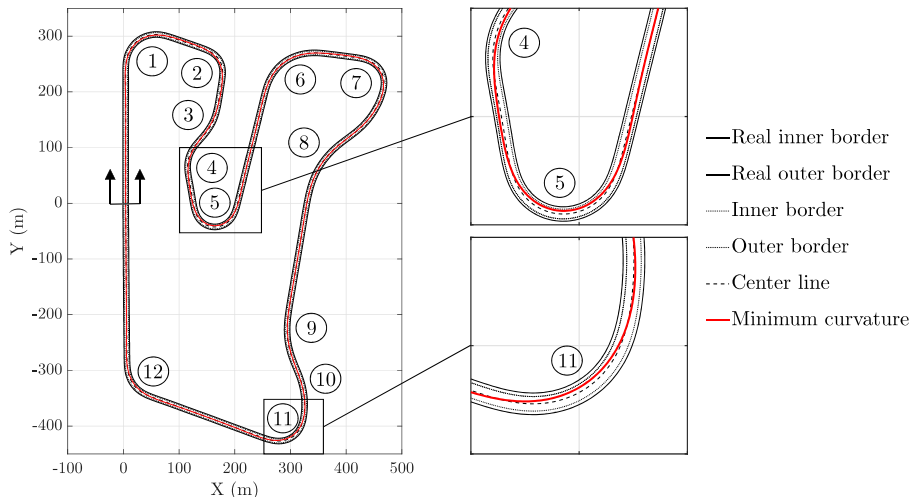 300
200
100
0
-100
-200
-300
-400
Y (m)
-100 0 100 200 300 400 500
X (m)
1
2
3
4
5
6
7
8
9
10
11
12
4
5
11
Real inner border
Real outer border
Inner border
Outer border
Center line
Minimum curvature